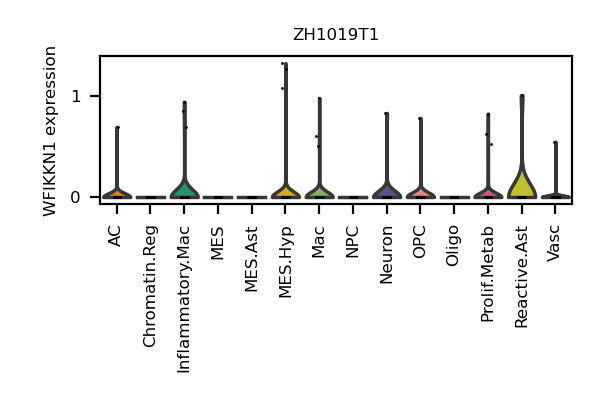 ZH1019T1
WFIKKN1 expression
1
0
AC
Chromatin.Reg
Inflammatory.Mac
MES
MES.Ast
MES.Hyp
Mac
NPC
Neuron
OPC
Oligo
Prolif.Metab
Reactive.Ast
Vasc